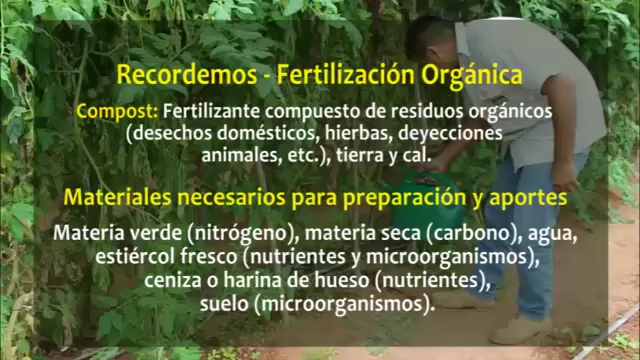 Recordemos - Fertilización Orgánica
Compost: Fertilizante compuesto de residuos orgánicos
(desechos domésticos, hierbas, deyecciones
animales, etc.), tierra y cal.
Materiales necesarios para preparación y aportes
Materia verde (nitrógeno), materia seca (carbono), agua,
estiércol fresco (nutrientes y microorganismos),
ceniza o harina de hueso (nutrientes),
suelo (microorganismos).